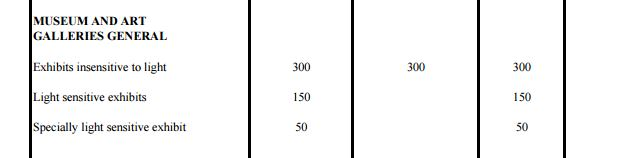 MUSEUM AND ART
GALLERIES GENERAL
Exhibits insensitive to light 300 300 300
Light sensitive exhibits 150 150
Specially light sensitive exhibit 50 50